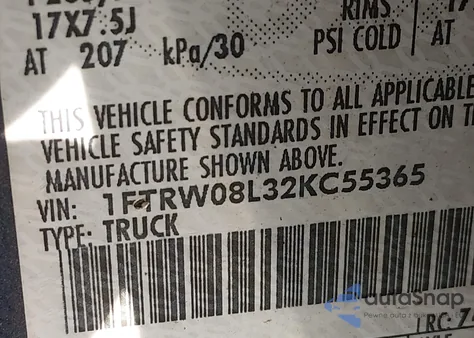 17X7.5J
RIMS
AT 207 kPa/30 PSI COLD AT
THIS VEHICLE CONFORMS TO ALL APPLICABLE
VEHICLE SAFETY STANDARDS IN EFFECT ON
MANUFACTURE SHOWN ABOVE.
VIN: 1FTRW08L32KC55365
TYPE: TRUCK
autoSnap